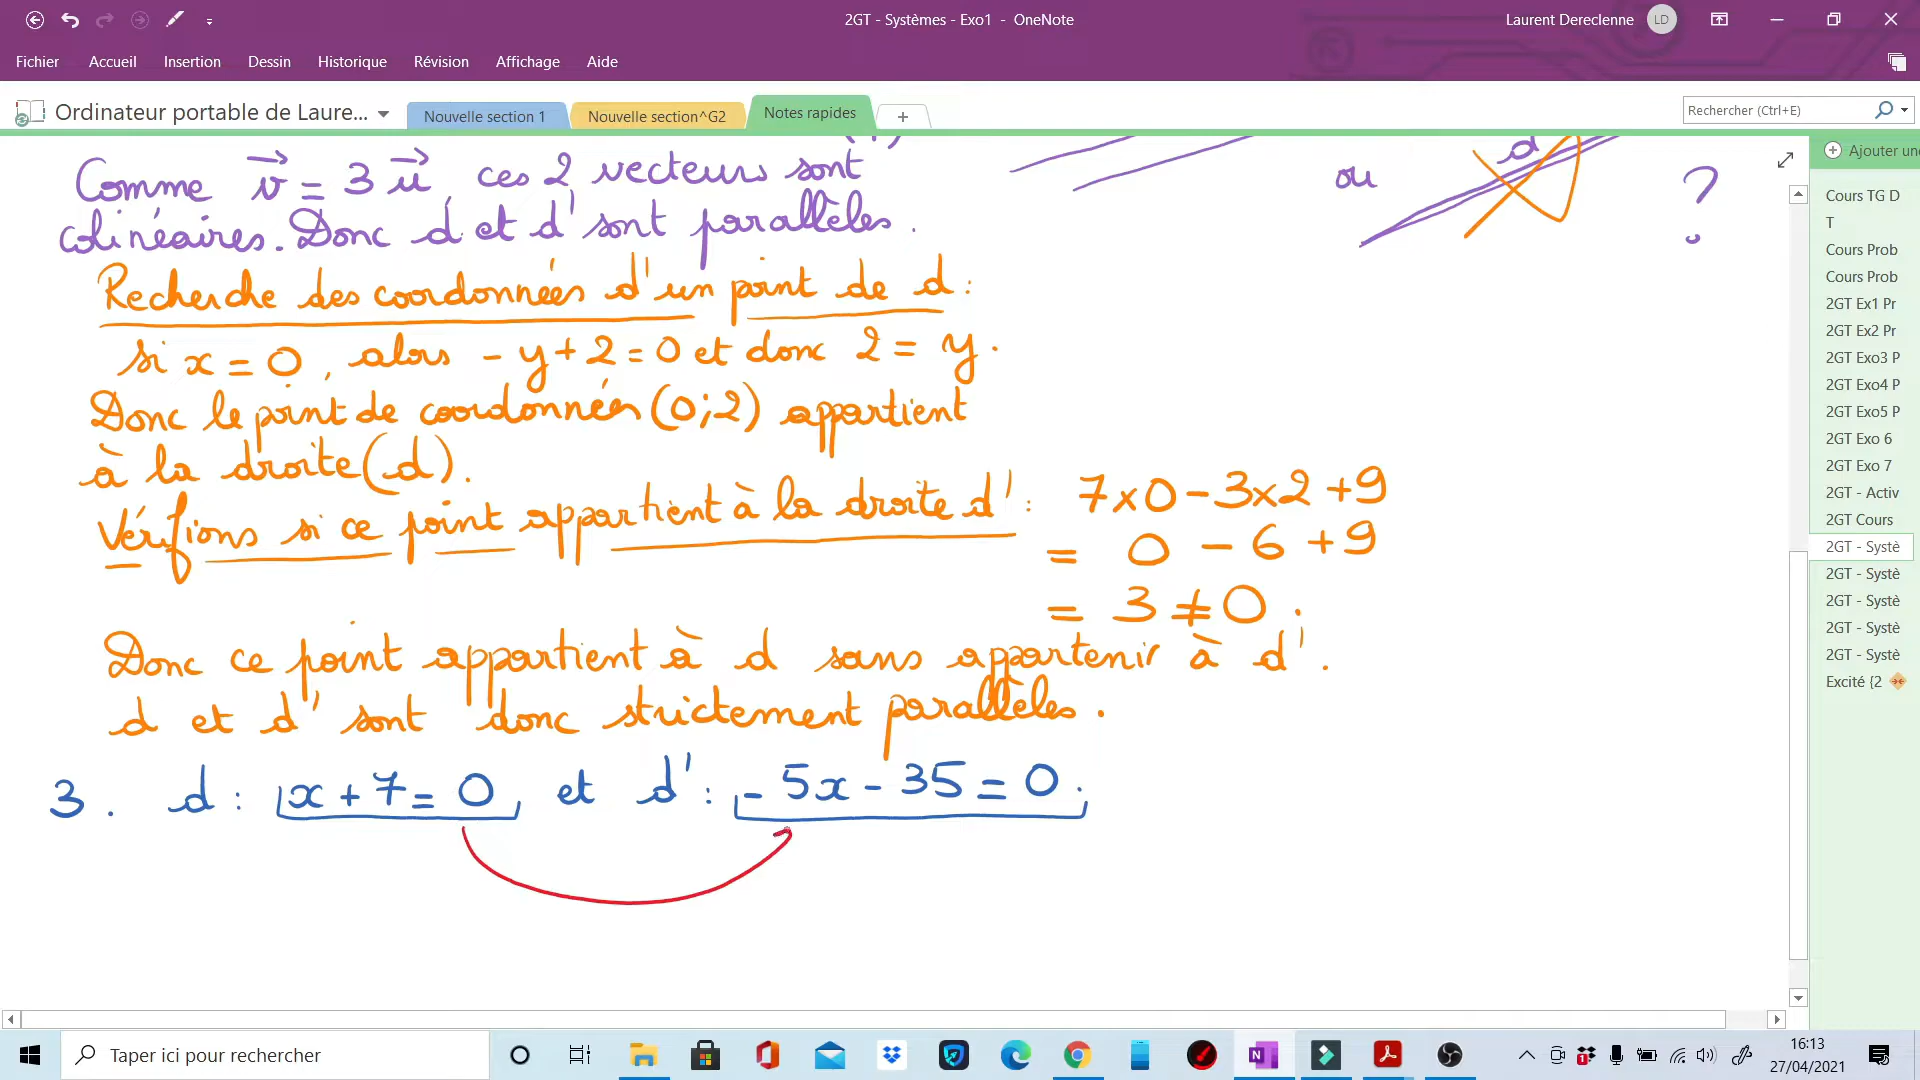 2GT - Systèmes - Exo1 - OneNote
Laurent Dereclenne
LD
Fichier Accueil Insertion Dessin Historique Révision Affichage Aide
Ordinateur portable de Laure...
Nouvelle section 1
Nouvelle section^G2
Notes rapides
+
Rechercher (Ctrl+E)
Ajouter une
Comme v = 3 u, ces 2 vecteurs sont
colinéaires. Donc d et d' sont parallèles.
d
ou
?
Recherche des coordonnées d'un point de d :
si x = 0, alors - y + 2 = 0 et donc 2 = y.
Donc le point de coordonnées (0 ; 2) appartient
à la droite (d).
Vérifions si ce point appartient à la droite d' : 7 x 0 - 3 x 2 + 9
= 0 - 6 + 9
= 3 ≠ 0.
Donc ce point appartient à d sans appartenir à d'.
d et d' sont donc strictement parallèles.
3. d : x + 7 = 0 et d' : - 5x - 35 = 0.
Cours TG D
T
Cours Prob
Cours Prob
2GT Ex1 Pr
2GT Ex2 Pr
2GT Exo3 P
2GT Exo4 P
2GT Exo5 P
2GT Exo 6
2GT Exo 7
2GT - Activ
2GT Cours
2GT - Systè
2GT - Systè
2GT - Systè
2GT - Systè
2GT - Systè
Excité {2
Taper ici pour rechercher
16:13
27/04/2021